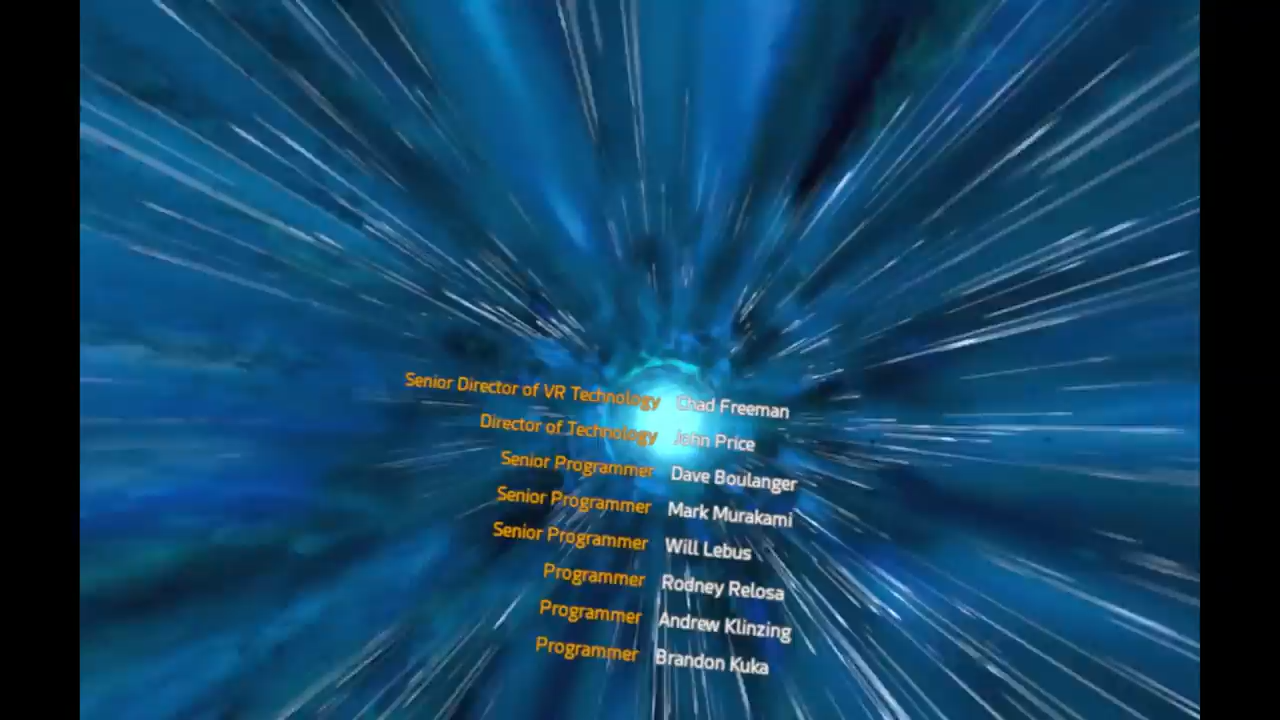 Senior Director of VR Technology Chad Freeman
Director of Technology John Price
Senior Programmer Dave Boulanger
Senior Programmer Mark Murakami
Senior Programmer Will Lebus
Programmer Rodney Relosa
Programmer Andrew Klinzing
Programmer Brandon Kuka